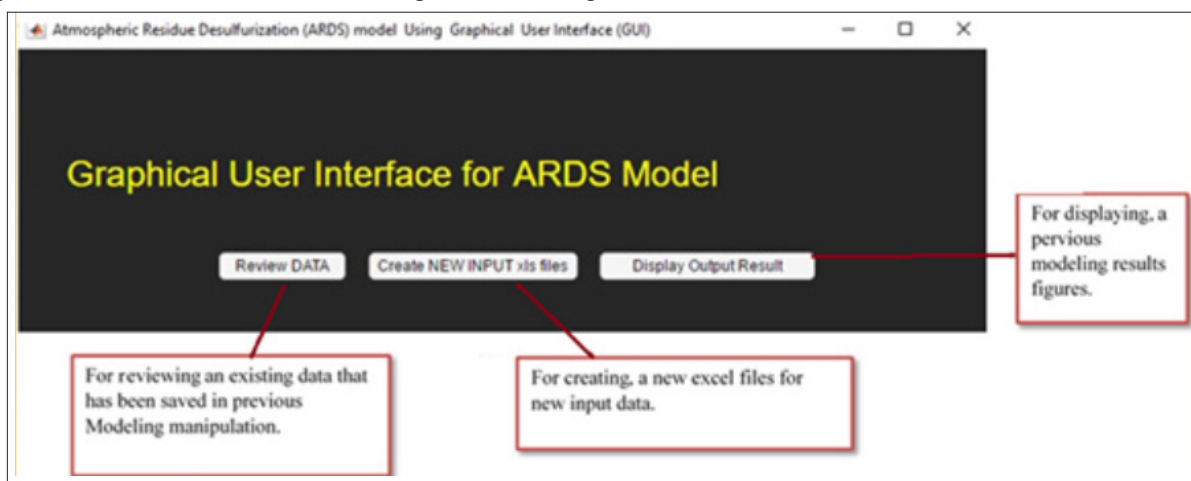 Atmospheric Residue Desulfurization (ARDS) model Using Graphical User Interface (GUI)
Graphical User Interface for ARDS Model
Review DATA
Create NEW INPUT xls files
Display Output Result
For displaying, a
pervious
modeling results
figures.
For reviewing an existing data that
has been saved in previous
Modeling manipulation.
For creating, a new excel files for
new input data.